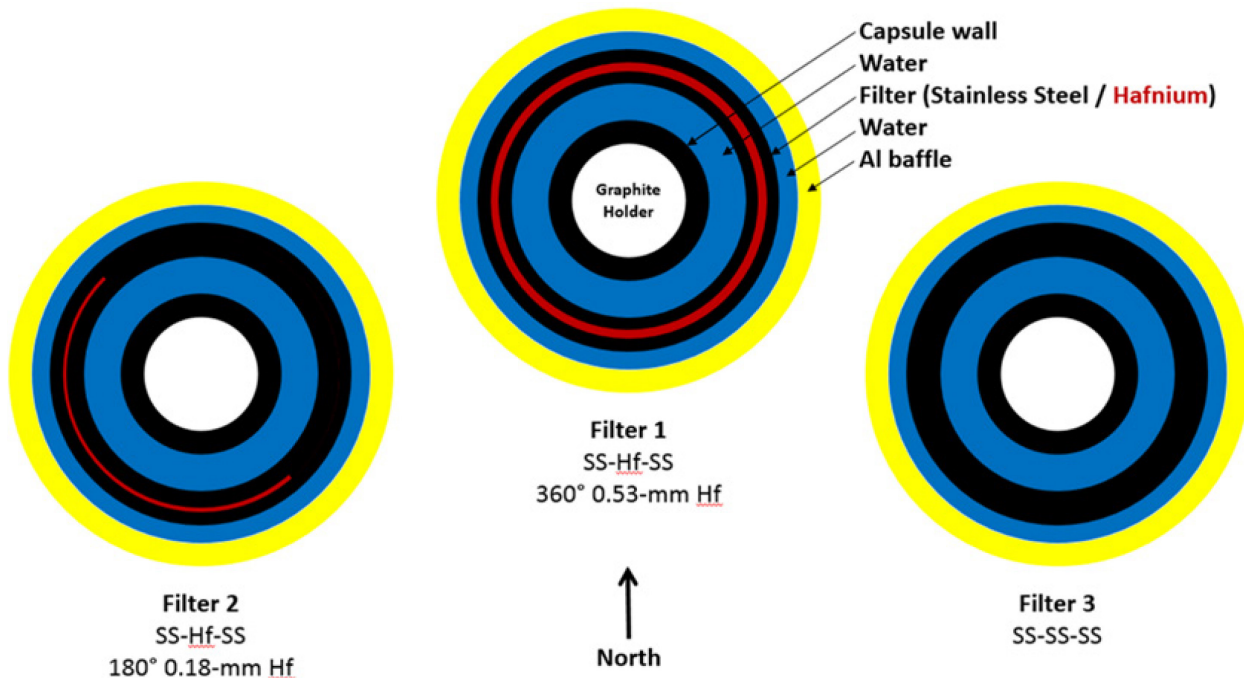 Capsule wall
Water
Filter (Stainless Steel / Hafnium)
Water
Al baffle
Graphite
Holder
Filter 1
SS-Hf-SS
360° 0.53-mm Hf
Filter 2
SS-Hf-SS
180° 0.18-mm Hf
North
Filter 3
SS-SS-SS